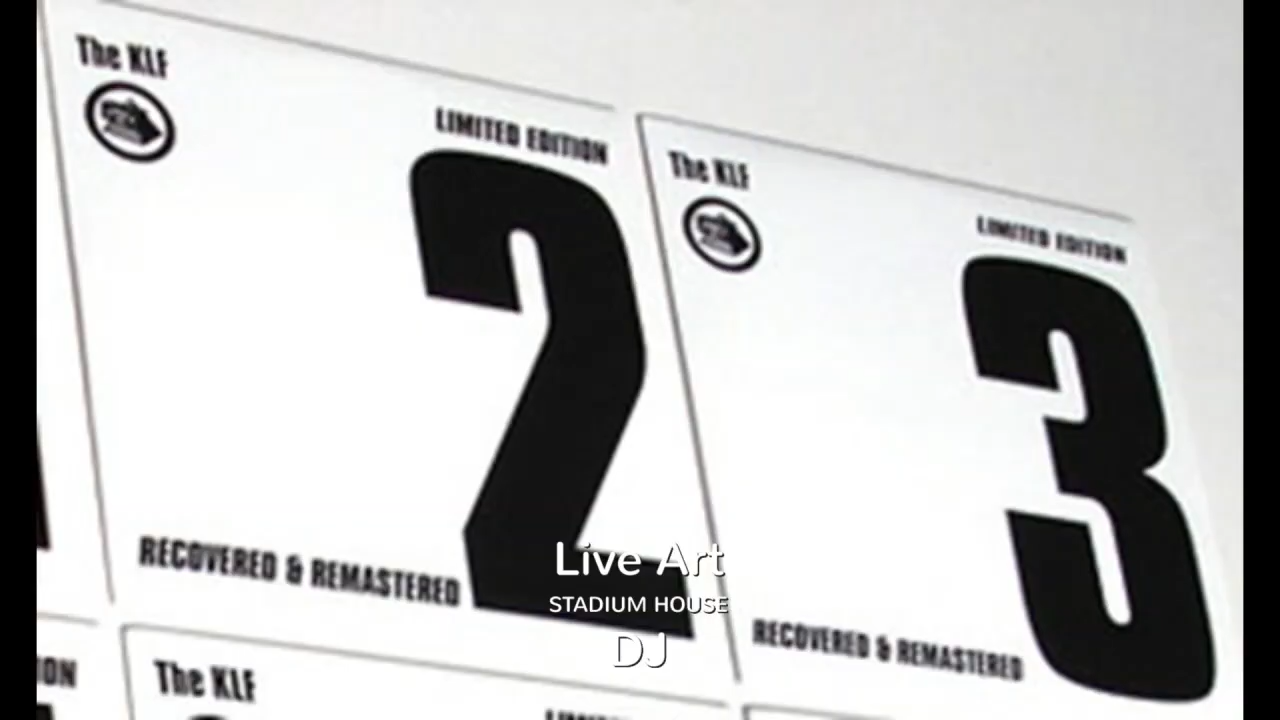 The KLF
LIMITED EDITION
2
RECOVERED & REMASTERED
The KLF
LIMITED EDITION
3
RECOVERED & REMASTERED
Live Art
STADIUM HOUSE
DJ
The KLF